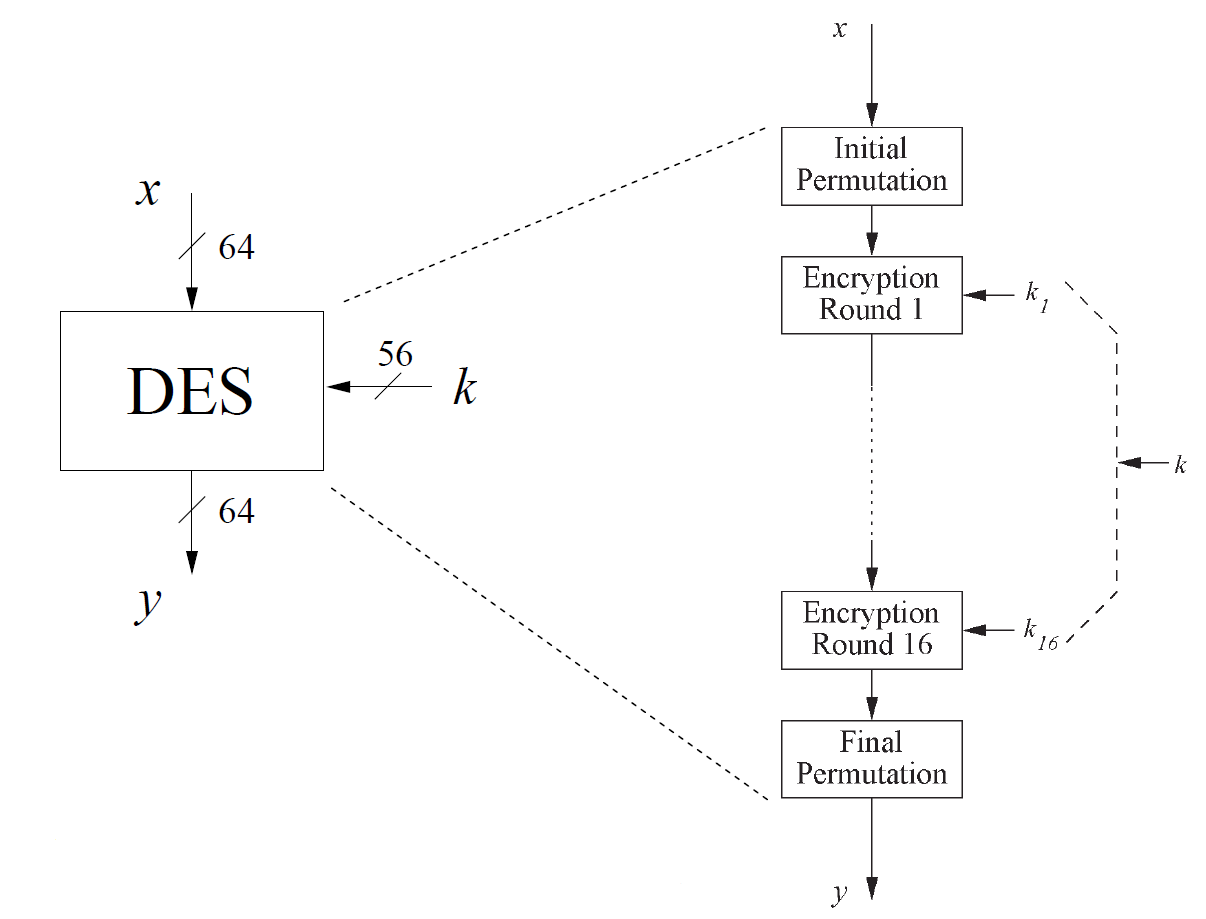 x
64
DES
56
k
64
y
x
Initial
Permutation
Encryption
Round 1
k1
k
Encryption
Round 16
k16
Final
Permutation
y